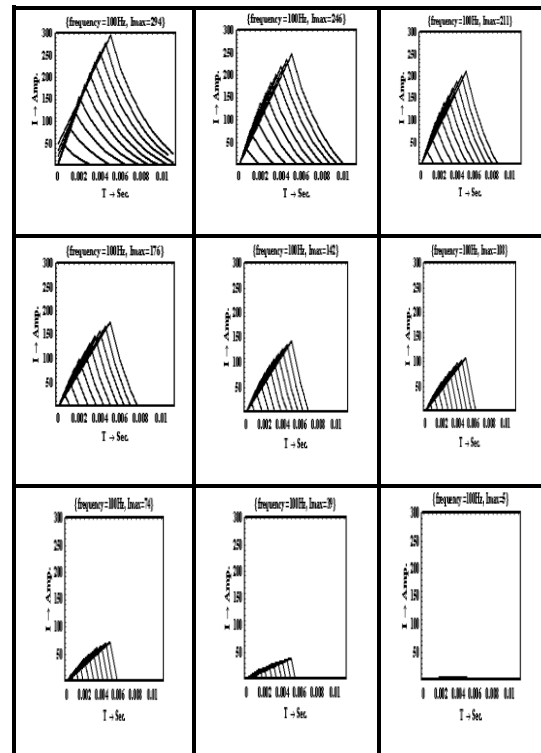 {frequency=100Hz, Imax=294}
300
250
200
150
100
50
I → Amp.
0 0.002 0.004 0.006 0.008 0.01
T → Sec.
{frequency=100Hz, Imax=246}
300
250
200
150
100
50
I → Amp.
0 0.002 0.004 0.006 0.008 0.01
T → Sec.
{frequency=100Hz, Imax=211}
300
250
200
150
100
50
I → Amp.
0 0.002 0.004 0.006 0.008 0.01
T → Sec.
{frequency=100Hz, Imax=176}
300
250
200
150
100
50
I → Amp.
0 0.002 0.004 0.006 0.008 0.01
T → Sec.
{frequency=100Hz, Imax=142}
300
250
200
150
100
50
I → Amp.
0 0.002 0.004 0.006 0.008 0.01
T → Sec.
{frequency=100Hz,
300
250
200
150
100
50
I → Amp.
0 0.002 0.004 0.006 0.008 0.01
T → Sec.
{frequency=100Hz, Imax=74}
300
250
200
150
100
50
I → Amp.
0 0.002 0.004 0.006 0.008 0.01
T → Sec.
{frequency=100Hz, Imax=39}
300
250
200
150
100
50
I → Amp.
0 0.002 0.004 0.006 0.008 0.01
T → Sec.
{frequency=100Hz, Imax=5}
300
250
200
150
100
50
I → Amp.
0 0.002 0.004 0.006 0.008 0.01
T → Sec.